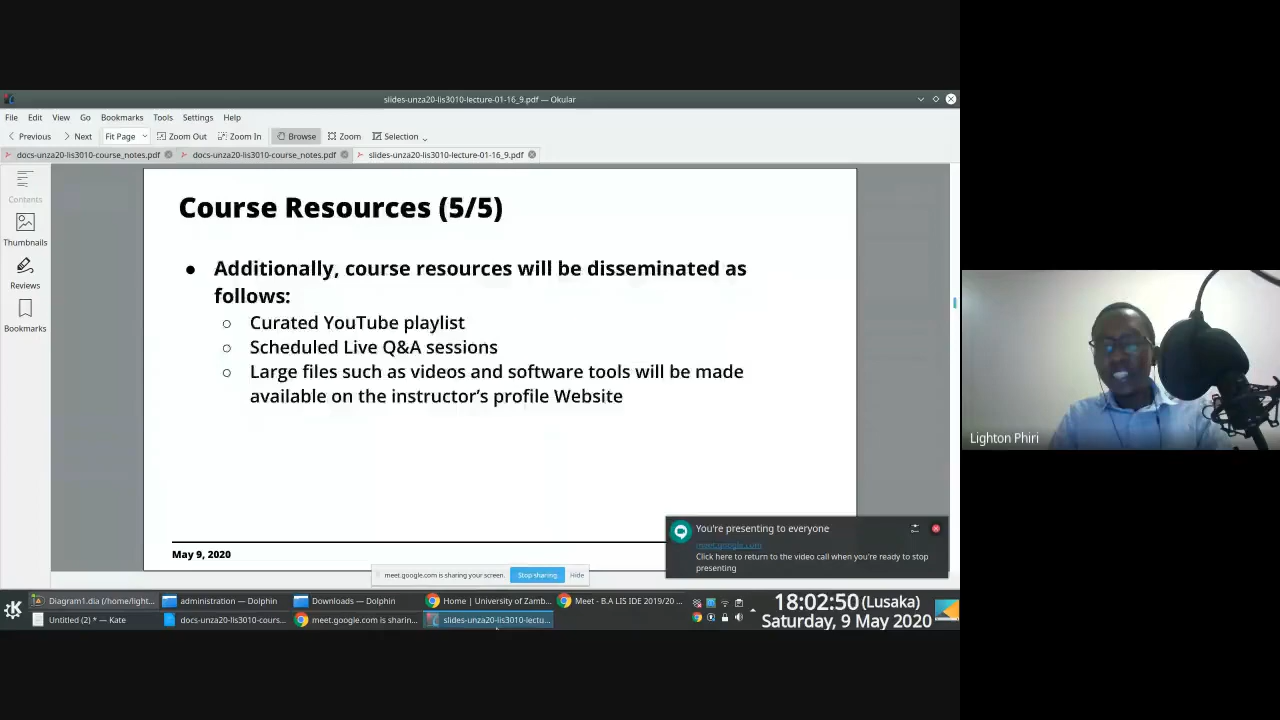 slides-unza20-lis3010-lecture-01-16_9.pdf — Okular
File Edit View Go Bookmarks Tools Settings Help
Previous Next Fit Page Zoom Out Zoom In Browse Zoom Selection
docs-unza20-lis3010-course_notes.pdf docs-unza20-lis3010-course_notes.pdf slides-unza20-lis3010-lecture-01-16_9.pdf
Contents
Thumbnails
Reviews
Bookmarks
Course Resources (5/5)
● Additionally, course resources will be disseminated as
follows:
○ Curated YouTube playlist
○ Scheduled Live Q&A sessions
○ Large files such as videos and software tools will be made
available on the instructor’s profile Website
May 9, 2020
You're presenting to everyone
meet.google.com
Click here to return to the video call when you're ready to stop
presenting
meet.google.com is sharing your screen. Stop sharing Hide
Lighton Phiri
Diagram1.dia (/home/light... administration — Dolphin Downloads — Dolphin Home | University of Zamb... Meet - B.A LIS IDE 2019/20 ...
Untitled (2) * — Kate docs-unza20-lis3010-cours... meet.google.com is sharin... slides-unza20-lis3010-lectu...
18:02:50 (Lusaka)
Saturday, 9 May 2020